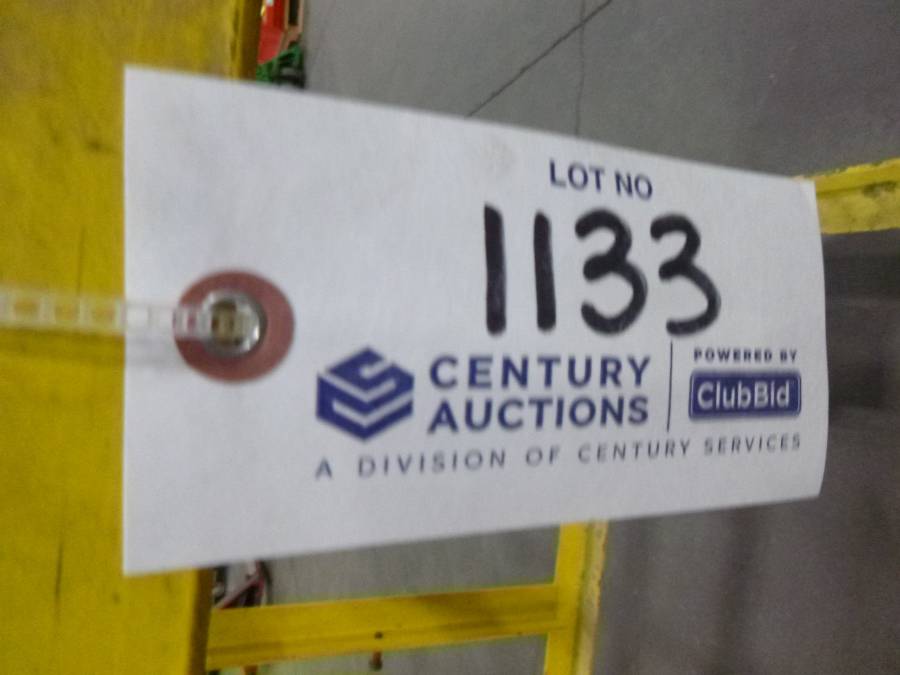 LOT NO
1133
CENTURY
AUCTIONS
POWERED BY
ClubBid
A DIVISION OF CENTURY SERVICES